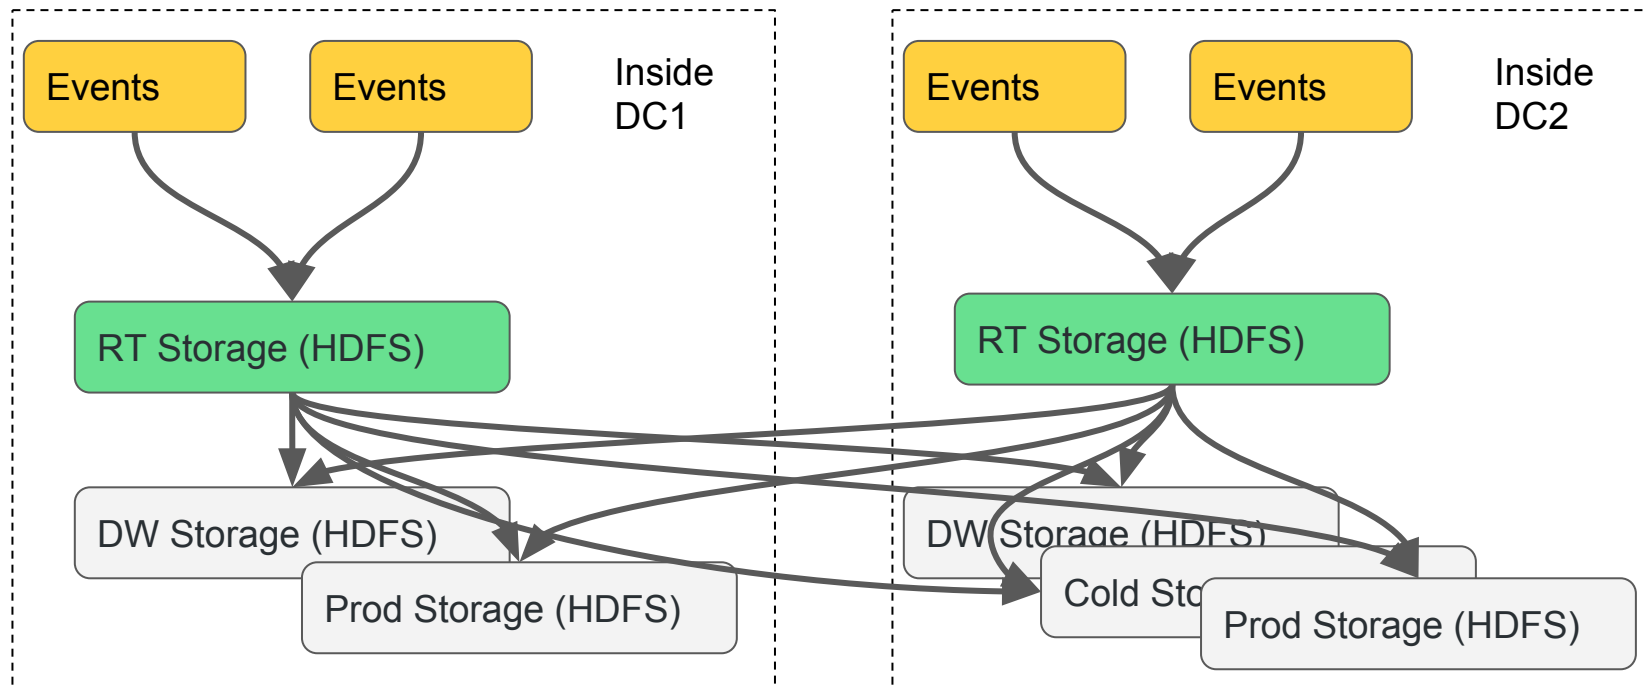 Events
Events
Inside
DC1
RT Storage (HDFS)
DW Storage (HDFS)
Prod Storage (HDFS)
Events
Events
Inside
DC2
RT Storage (HDFS)
DW Storage (HDFS)
Cold
Prod Storage (HDFS)